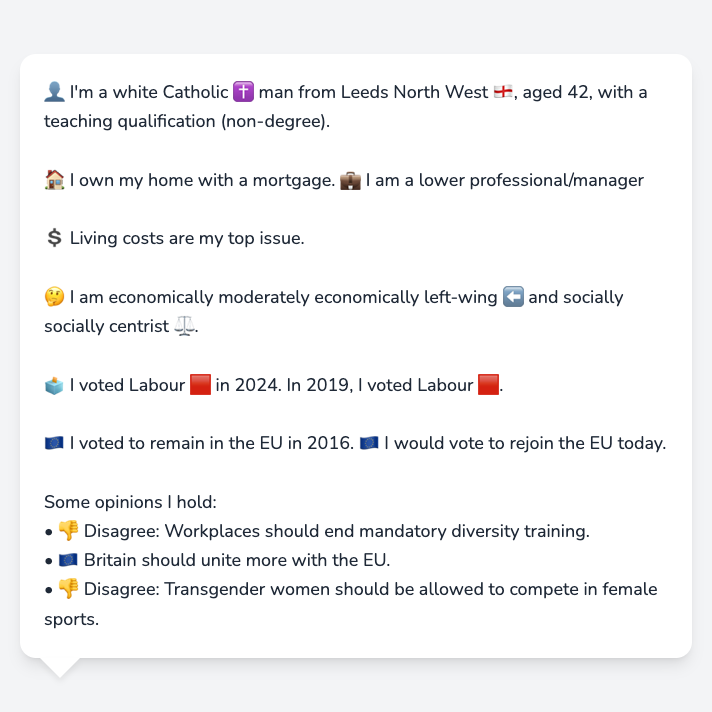 👤 I'm a white Catholic ✝️ man from Leeds North West 🏴󠁧󠁢󠁥󠁮󠁧󠁿, aged 42, with a
teaching qualification (non-degree).
🏠 I own my home with a mortgage. 💼 I am a lower professional/manager
💲 Living costs are my top issue.
🤔 I am economically moderately economically left-wing ⬅️ and socially
socially centrist ⚖️.
🗳️ I voted Labour 🟥 in 2024. In 2019, I voted Labour 🟥.
🇪🇺 I voted to remain in the EU in 2016. 🇪🇺 I would vote to rejoin the EU today.
Some opinions I hold:
• 👎 Disagree: Workplaces should end mandatory diversity training.
• 🇪🇺 Britain should unite more with the EU.
• 👎 Disagree: Transgender women should be allowed to compete in female
sports.